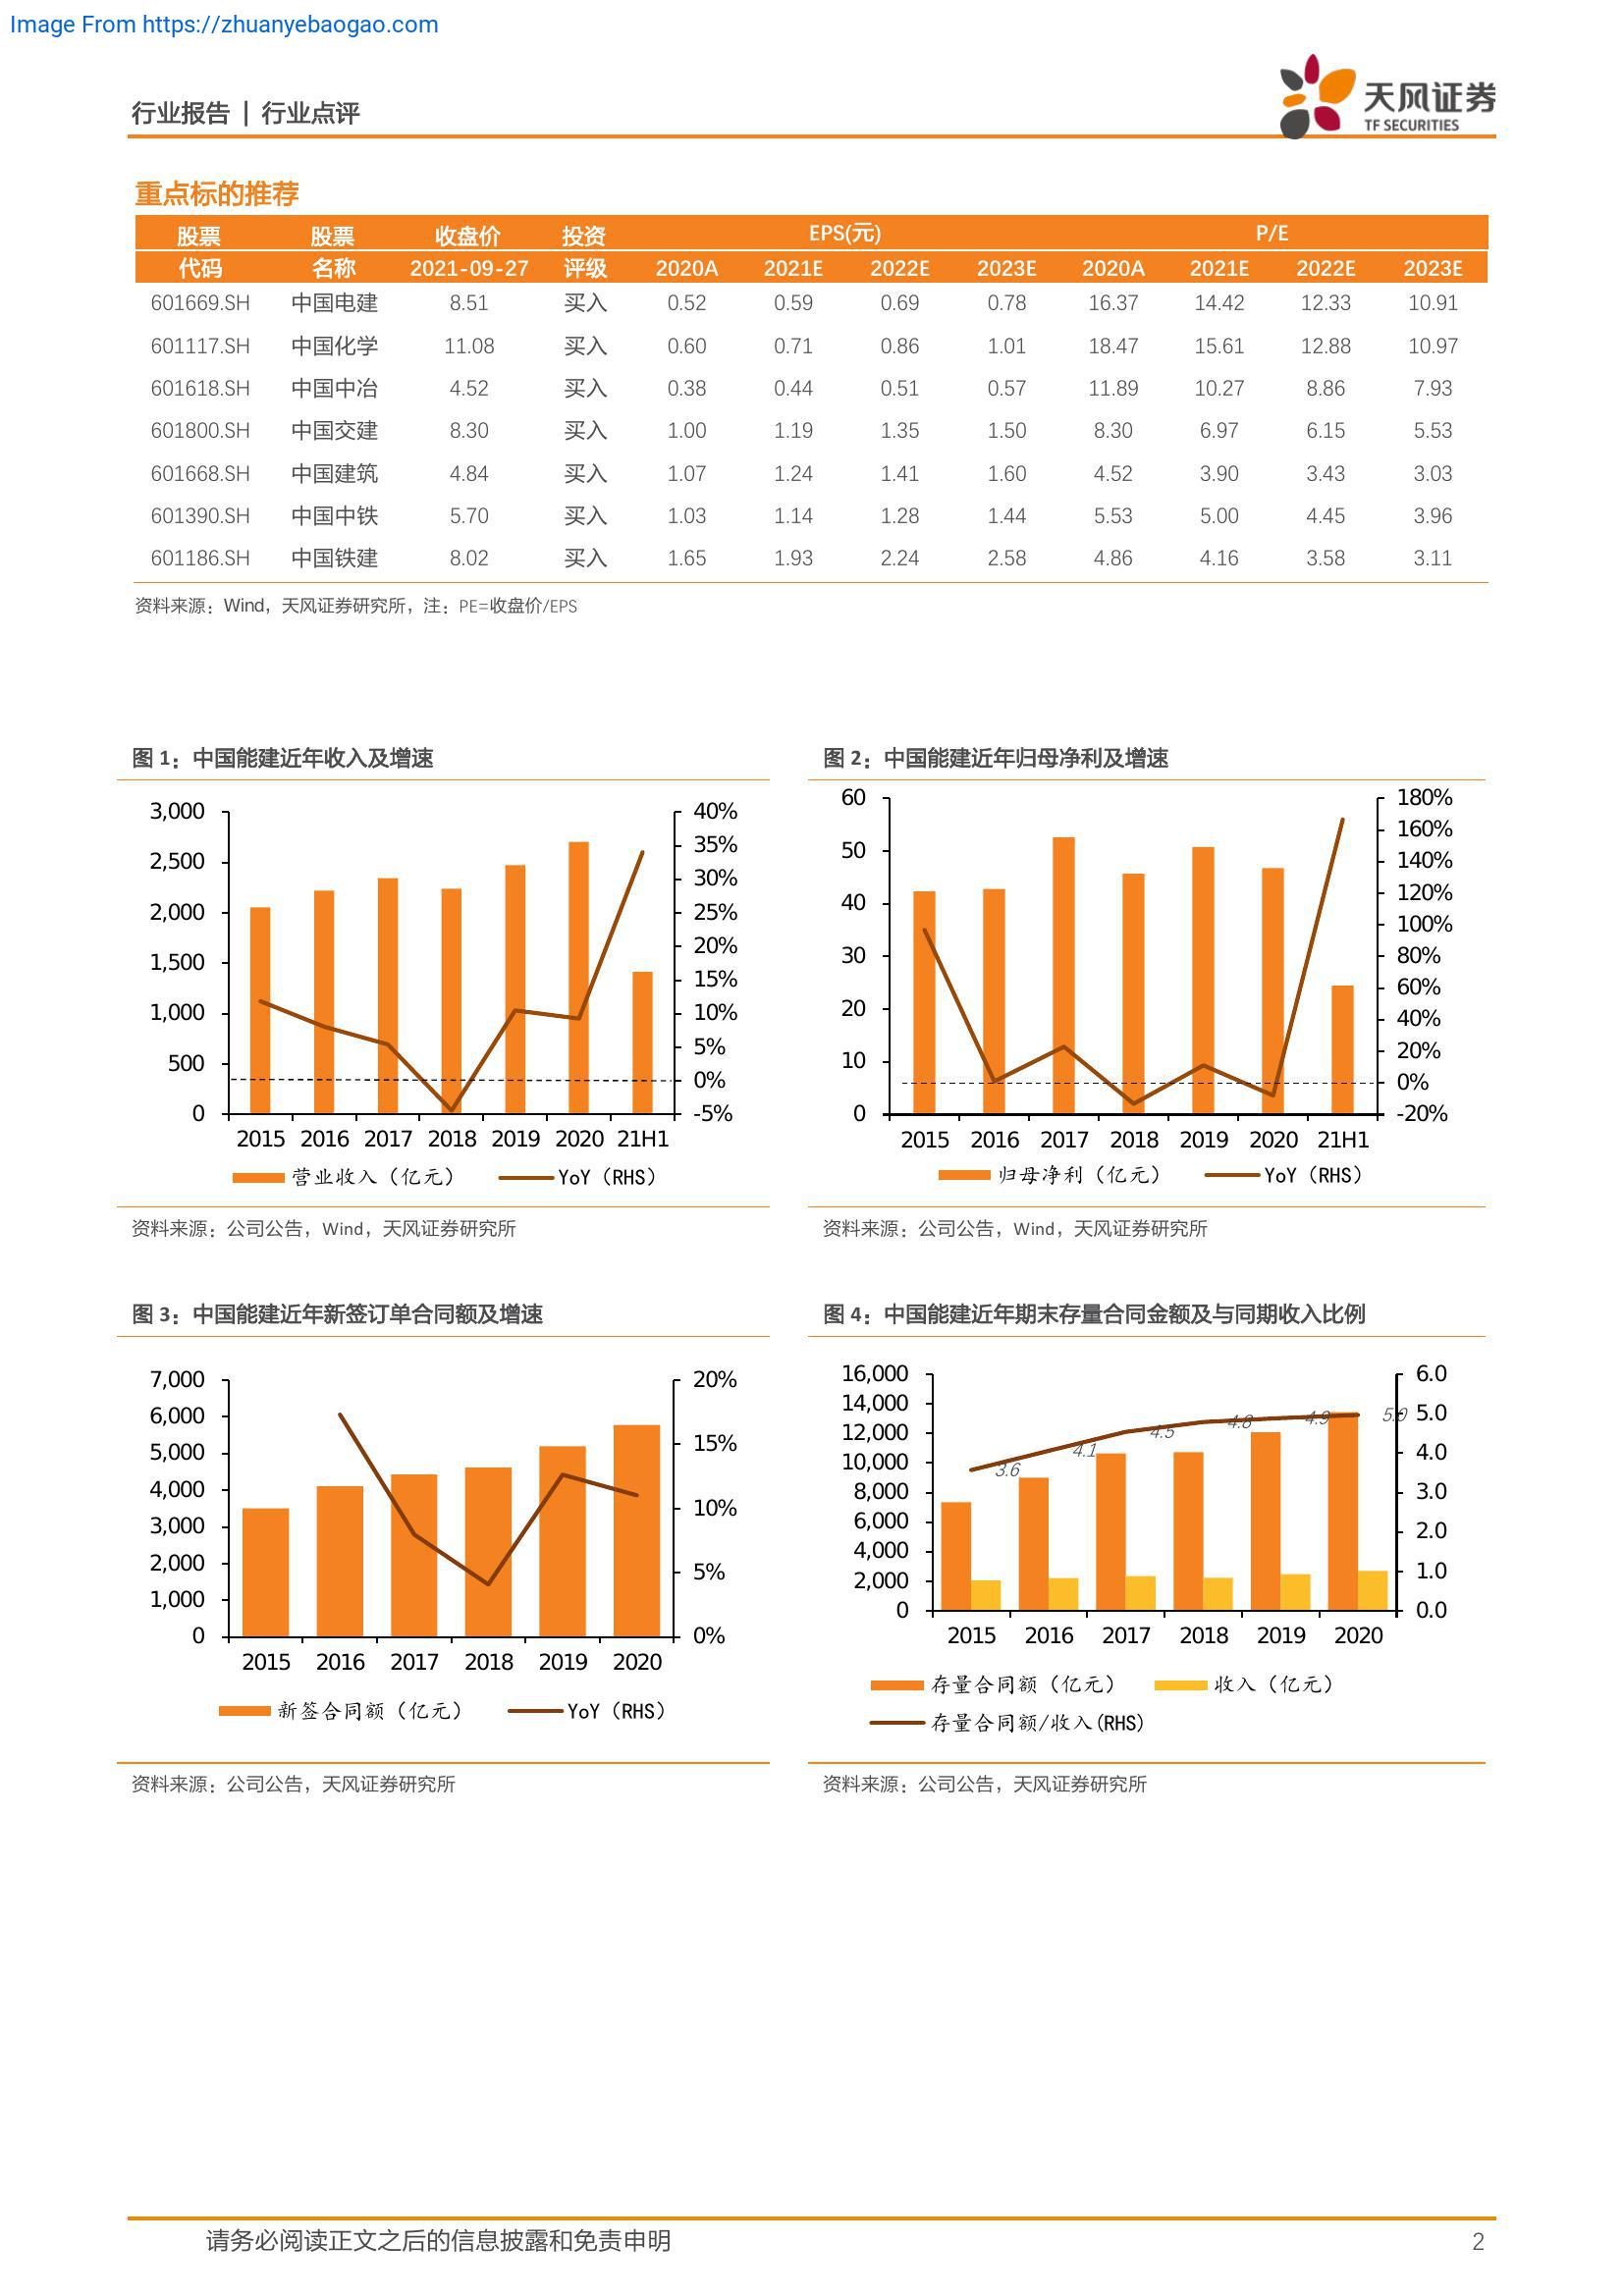 Image From https://zhuanyebaogao.com
行业报告 | 行业点评
天风证券
TF SECURITIES
重点标的推荐
股票 股票 收盘价 投资 EPS(元) P/E
代码 名称 2021-09-27 评级 2020A 2021E 2022E 2023E 2020A 2021E 2022E 2023E
601669.SH 中国电建 8.51 买入 0.52 0.59 0.69 0.78 16.37 14.42 12.33 10.91
601117.SH 中国化学 11.08 买入 0.60 0.71 0.86 1.01 18.47 15.61 12.88 10.97
601618.SH 中国中冶 4.52 买入 0.38 0.44 0.51 0.57 11.89 10.27 8.86 7.93
601800.SH 中国交建 8.30 买入 1.00 1.19 1.35 1.50 8.30 6.97 6.15 5.53
601668.SH 中国建筑 4.84 买入 1.07 1.24 1.41 1.60 4.52 3.90 3.43 3.03
601390.SH 中国中铁 5.70 买入 1.03 1.14 1.28 1.44 5.53 5.00 4.45 3.96
601186.SH 中国铁建 8.02 买入 1.65 1.93 2.24 2.58 4.86 4.16 3.58 3.11
资料来源：Wind，天风证券研究所，注：PE=收盘价/EPS
图 1：中国能建近年收入及增速
3,000 40%
35%
2,500 30%
2,000 25%
20%
1,500 15%
1,000 10%
5%
500 0%
0 -5%
2015 2016 2017 2018 2019 2020 21H1
营业收入（亿元） YoY（RHS）
资料来源：公司公告，Wind，天风证券研究所
图 2：中国能建近年归母净利及增速
60 180%
160%
50 140%
120%
40 100%
30 80%
60%
20 40%
10 20%
0%
0 -20%
2015 2016 2017 2018 2019 2020 21H1
归母净利（亿元） YoY（RHS）
资料来源：公司公告，Wind，天风证券研究所
图 3：中国能建近年新签订单合同额及增速
7,000 20%
6,000
5,000 15%
4,000
3,000 10%
2,000 5%
1,000
0 0%
2015 2016 2017 2018 2019 2020
新签合同额（亿元） YoY（RHS）
资料来源：公司公告，天风证券研究所
图 4：中国能建近年期末存量合同金额及与同期收入比例
16,000 6.0
14,000 5.0
12,000
10,000 4.0
8,000 3.0
6,000 2.0
4,000
2,000 1.0
0 0.0
3.6 4.1 4.5 4.8 4.9 5.0
2015 2016 2017 2018 2019 2020
存量合同额（亿元） 收入（亿元）
存量合同额/收入(RHS)
资料来源：公司公告，天风证券研究所
请务必阅读正文之后的信息披露和免责申明 2